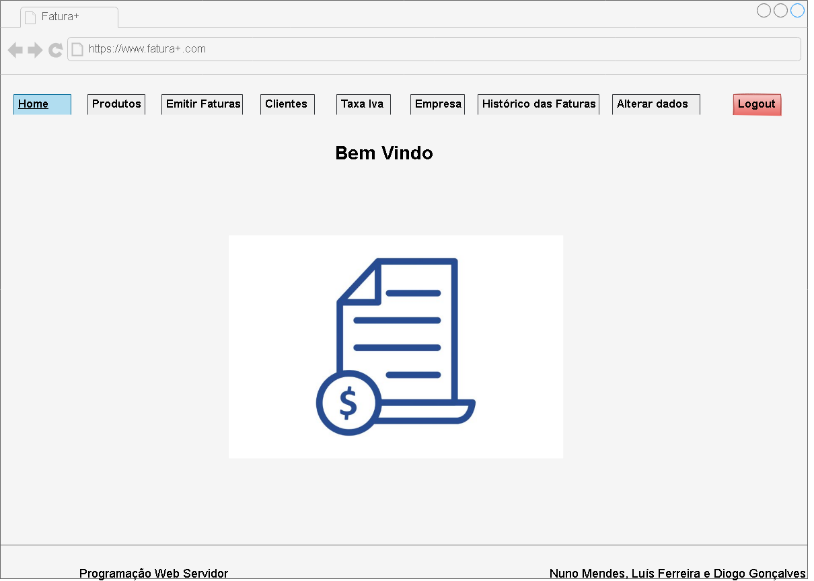 Fatura+
https://www.fatura+.com
Home Produtos Emitir Faturas Clientes Taxa Iva Empresa Histórico das Faturas Alterar dados Logout
Bem Vindo
$
Programação Web Servidor Nuno Mendes, Luís Ferreira e Diogo Gonçalves